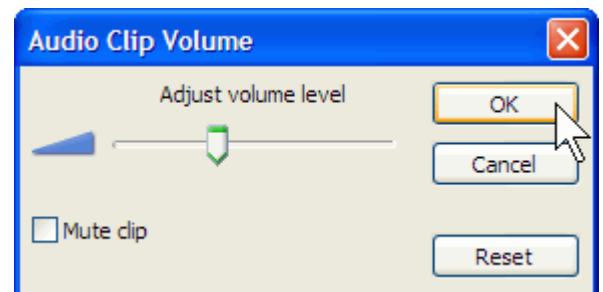 Audio Clip Volume
Adjust volume level
OK
Cancel
Mute clip
Reset